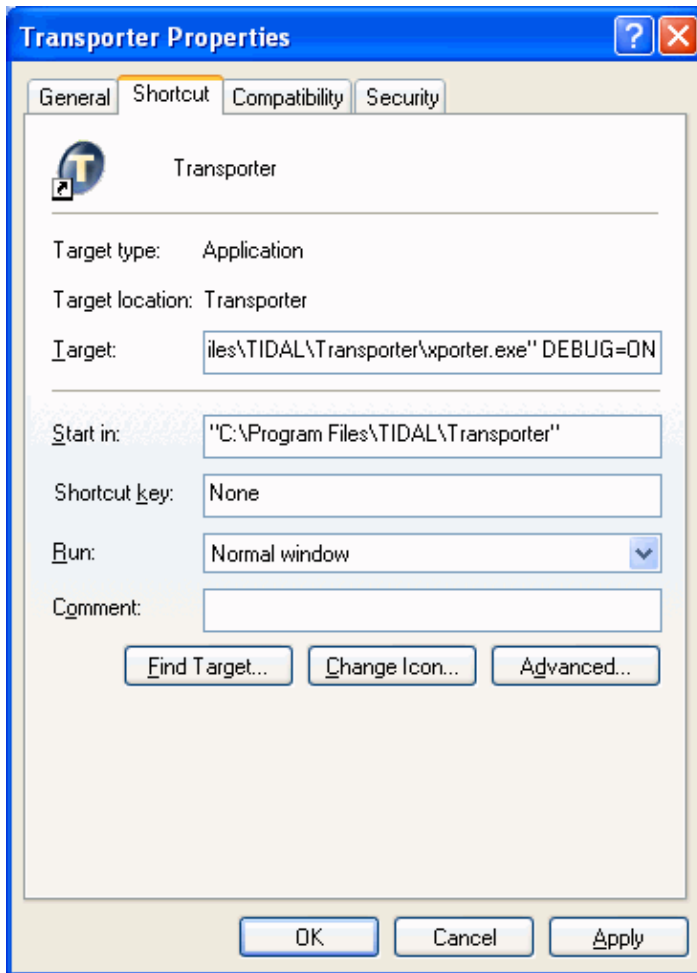 Transporter Properties
General Shortcut Compatibility Security
T Transporter
Target type: Application
Target location: Transporter
Target: iles\TIDAL\Transporter\xporter.exe" DEBUG=ON
Start in: "C:\Program Files\TIDAL\Transporter"
Shortcut key: None
Run: Normal window
Comment:
Find Target... Change Icon... Advanced...
OK Cancel Apply